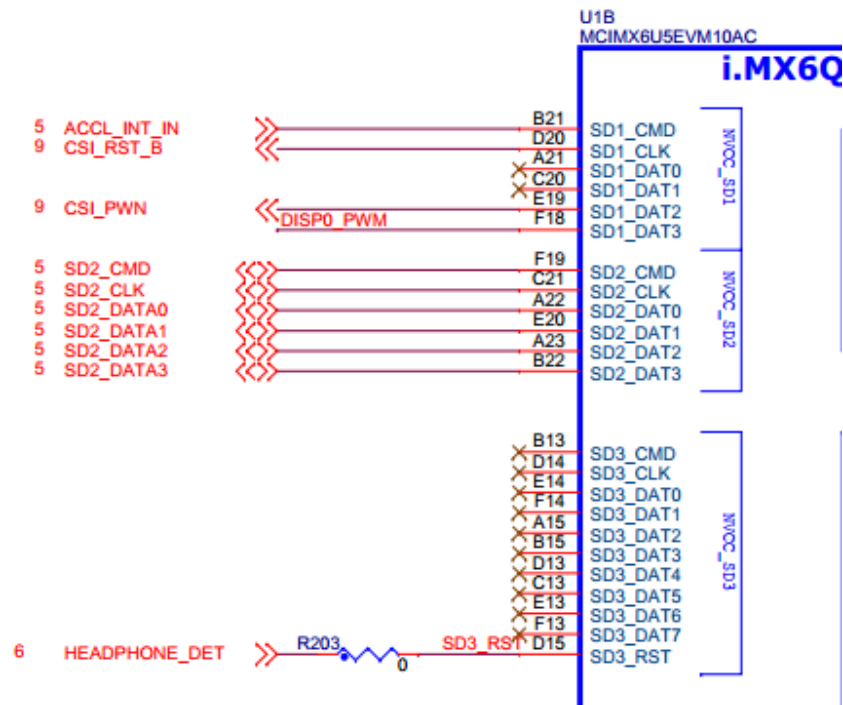 U1B
MCIMX6U5EVM10AC
i.MX6Q
5 ACCL_INT_IN B21 SD1_CMD
9 CSI_RST_B D20 SD1_CLK
A21 SD1_DAT0
C20 SD1_DAT1
9 CSI_PWN E19 SD1_DAT2
DISP0_PWM F18 SD1_DAT3
NVCC_SD1
5 SD2_CMD F19 SD2_CMD
5 SD2_CLK C21 SD2_CLK
5 SD2_DATA0 A22 SD2_DAT0
5 SD2_DATA1 E20 SD2_DAT1
5 SD2_DATA2 A23 SD2_DAT2
5 SD2_DATA3 B22 SD2_DAT3
NVCC_SD2
B13 SD3_CMD
D14 SD3_CLK
E14 SD3_DAT0
F14 SD3_DAT1
A15 SD3_DAT2
B15 SD3_DAT3
D13 SD3_DAT4
C13 SD3_DAT5
E13 SD3_DAT6
F13 SD3_DAT7
6 HEADPHONE_DET R203 0 SD3_RST D15 SD3_RST
NVCC_SD3